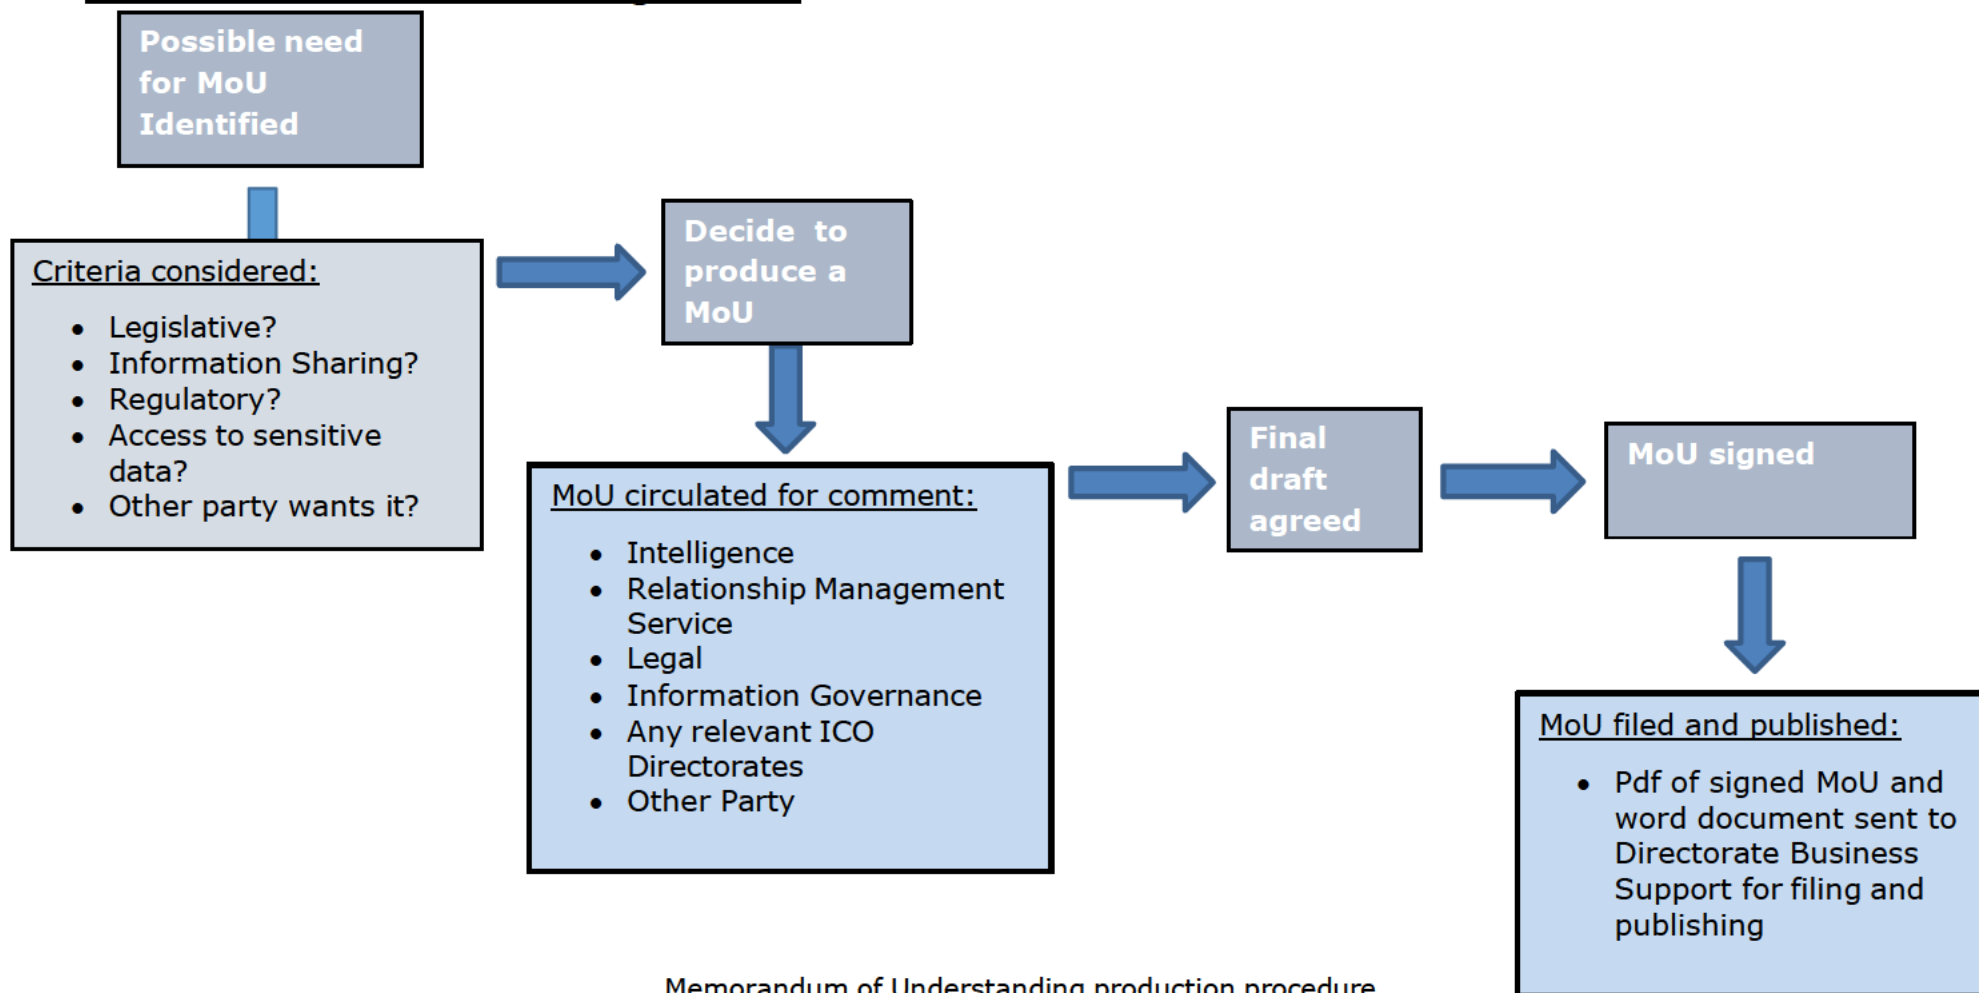 Possible need
for MoU
Identified
Criteria considered:
• Legislative?
• Information Sharing?
• Regulatory?
• Access to sensitive
data?
• Other party wants it?
Decide to
produce a
MoU
MoU circulated for comment:
• Intelligence
• Relationship Management
Service
• Legal
• Information Governance
• Any relevant ICO
Directorates
• Other Party
Final
draft
agreed
MoU signed
MoU filed and published:
• Pdf of signed MoU and
word document sent to
Directorate Business
Support for filing and
publishing
Memorandum of Understanding production procedure